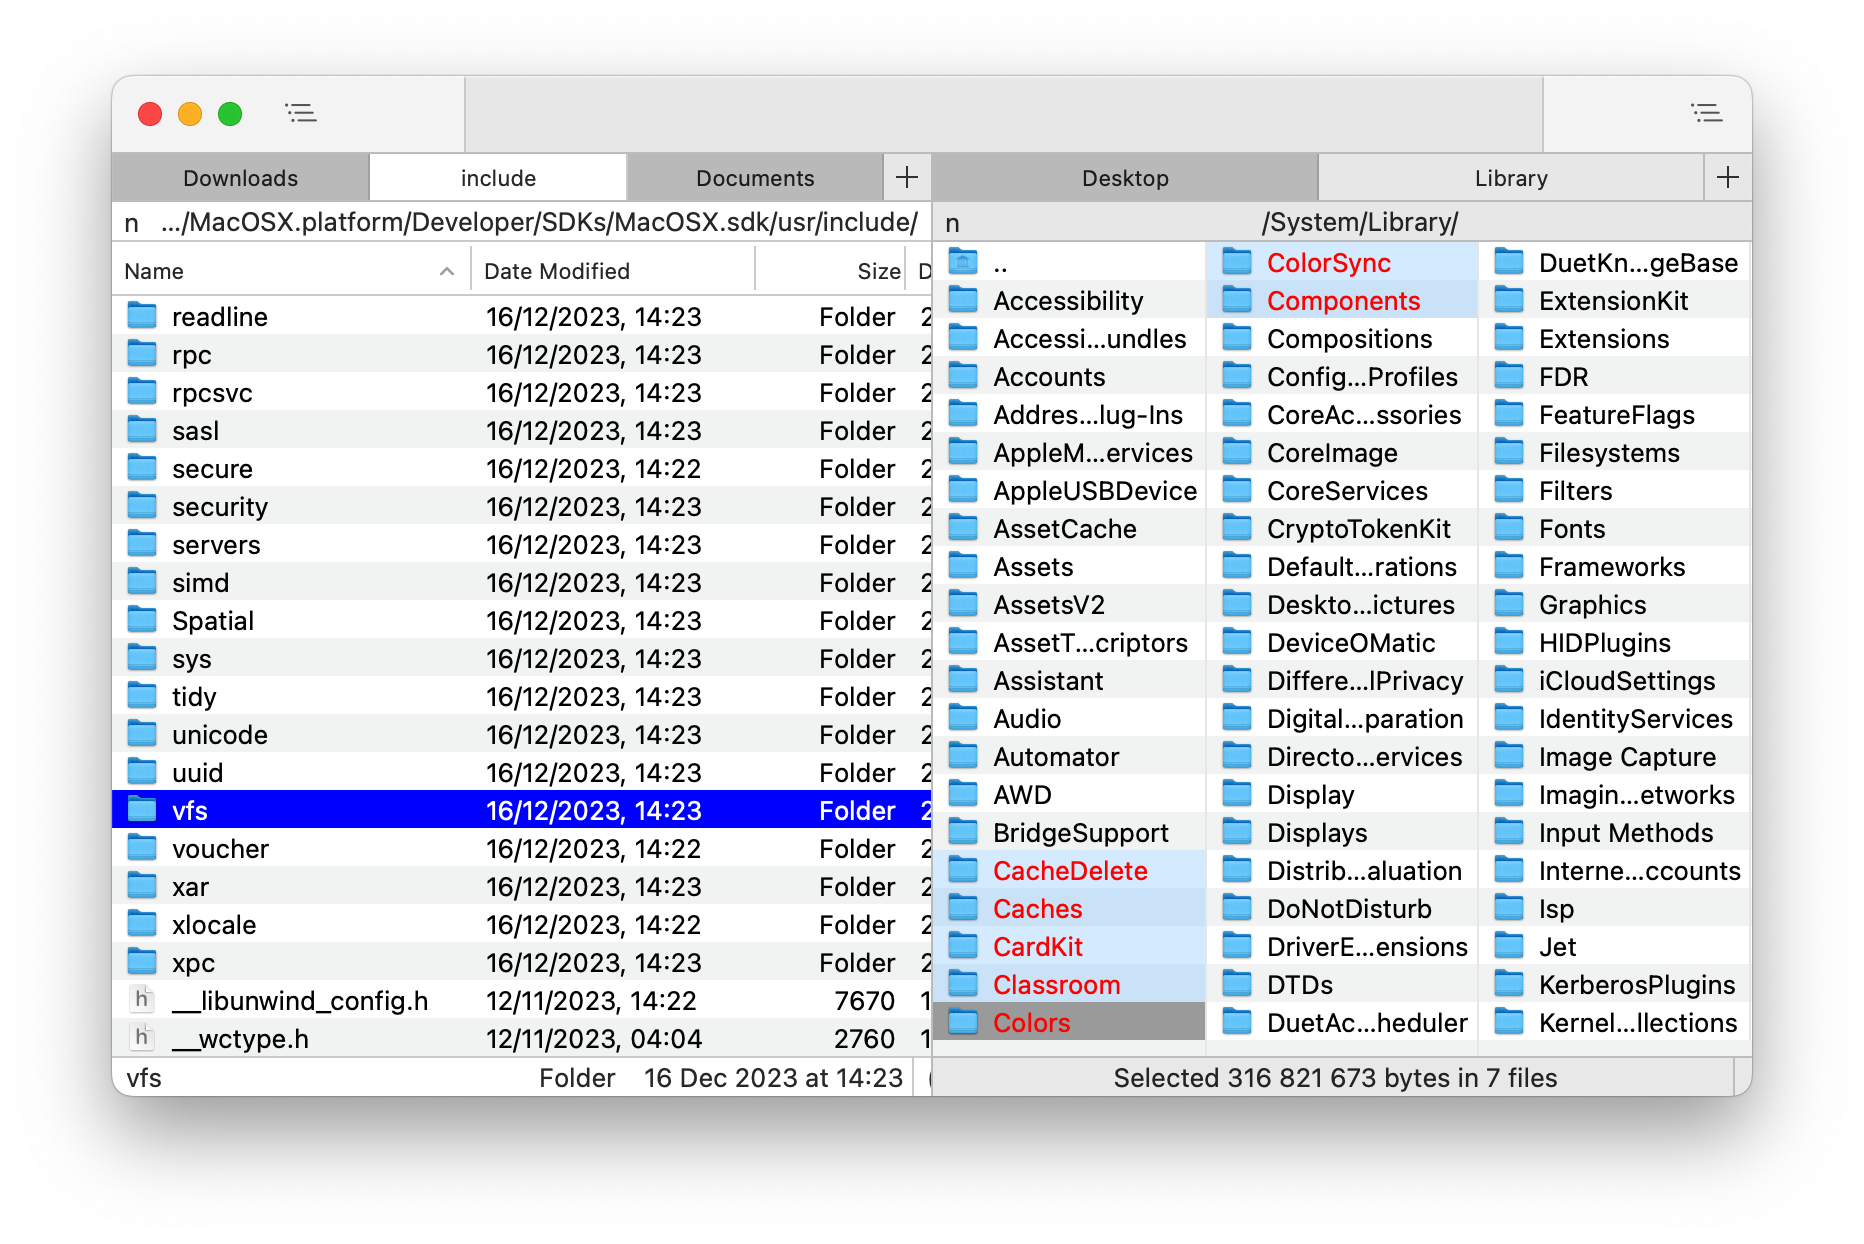 Downloads
include
Documents
+
n .../MacOSX.platform/Developer/SDKs/MacOSX.sdk/usr/include/
Name Date Modified Size D
readline 16/12/2023, 14:23 Folder 2
rpc 16/12/2023, 14:23 Folder 2
rpcsvc 16/12/2023, 14:23 Folder 2
sasl 16/12/2023, 14:23 Folder 2
secure 16/12/2023, 14:22 Folder 2
security 16/12/2023, 14:23 Folder 2
servers 16/12/2023, 14:23 Folder 2
simd 16/12/2023, 14:23 Folder 2
Spatial 16/12/2023, 14:23 Folder 2
sys 16/12/2023, 14:23 Folder 2
tidy 16/12/2023, 14:23 Folder 2
unicode 16/12/2023, 14:23 Folder 2
uuid 16/12/2023, 14:23 Folder 2
vfs 16/12/2023, 14:23 Folder 2
voucher 16/12/2023, 14:22 Folder 2
xar 16/12/2023, 14:23 Folder 2
xlocale 16/12/2023, 14:22 Folder 2
xpc 16/12/2023, 14:23 Folder 2
h __libunwind_config.h 12/11/2023, 14:22 7670 1
h __wctype.h 12/11/2023, 04:04 2760 1
vfs Folder 16 Dec 2023 at 14:23
Desktop
Library
+
n /System/Library/
..
Accessibility
Accessi...undles
Accounts
Addres...lug-Ins
AppleM...ervices
AppleUSBDevice
AssetCache
Assets
AssetsV2
AssetT...criptors
Assistant
Audio
Automator
AWD
BridgeSupport
CacheDelete
Caches
CardKit
Classroom
Colors
ColorSync
Components
Compositions
Config...Profiles
CoreAc...ssories
CoreImage
CoreServices
CryptoTokenKit
Default...rations
Deskto...ictures
DeviceOMatic
Differe...lPrivacy
Digital...paration
Directo...ervices
Display
Displays
Distrib...aluation
DoNotDisturb
DriverE...ensions
DTDs
DuetAc...heduler
DuetKn...geBase
ExtensionKit
Extensions
FDR
FeatureFlags
Filesystems
Filters
Fonts
Frameworks
Graphics
HIDPlugins
iCloudSettings
IdentityServices
Image Capture
Imagin...etworks
Input Methods
Interne...ccounts
lsp
Jet
KerberosPlugins
Kernel...llections
Selected 316 821 673 bytes in 7 files